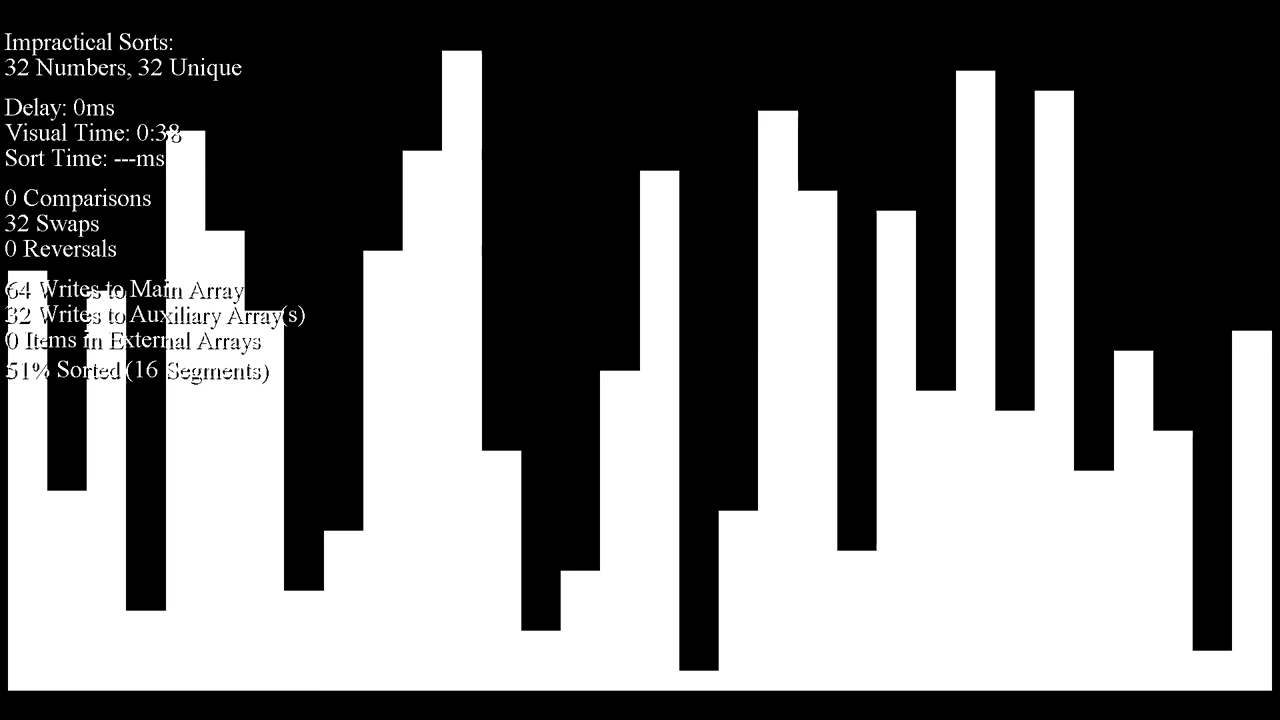 Impractical Sorts:
32 Numbers, 32 Unique
Delay: 0ms
Visual Time: 0:38
Sort Time: ---ms
0 Comparisons
32 Swaps
0 Reversals
64 Writes to Main Array
32 Writes to Auxiliary Array(s)
0 Items in External Arrays
51% Sorted (16 Segments)